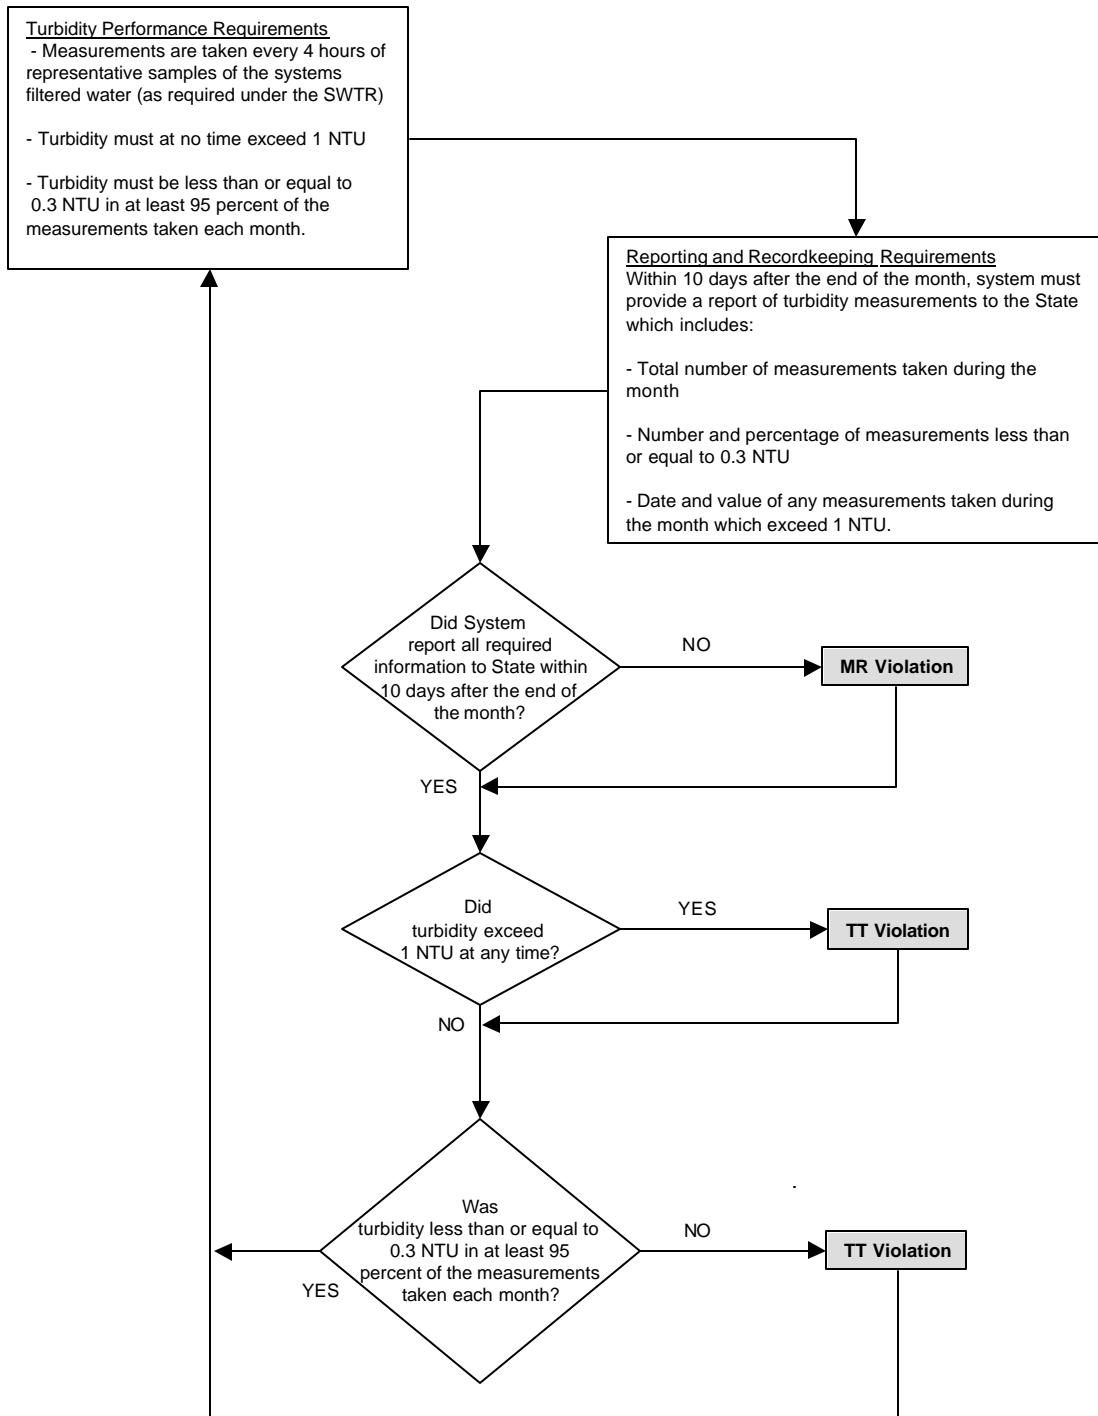 Turbidity Performance Requirements
- Measurements are taken every 4 hours of
representative samples of the systems
filtered water (as required under the SWTR)
- Turbidity must at no time exceed 1 NTU
- Turbidity must be less than or equal to
0.3 NTU in at least 95 percent of the
measurements taken each month.
Reporting and Recordkeeping Requirements
Within 10 days after the end of the month, system must
provide a report of turbidity measurements to the State
which includes:
- Total number of measurements taken during the
month
- Number and percentage of measurements less than
or equal to 0.3 NTU
- Date and value of any measurements taken during
the month which exceed 1 NTU.
Did System
report all required
information to State within
10 days after the end of
the month?
NO
MR Violation
YES
Did
turbidity exceed
1 NTU at any time?
YES
TT Violation
NO
Was
turbidity less than or equal to
0.3 NTU in at least 95
percent of the measurements
taken each month?
NO
TT Violation
YES